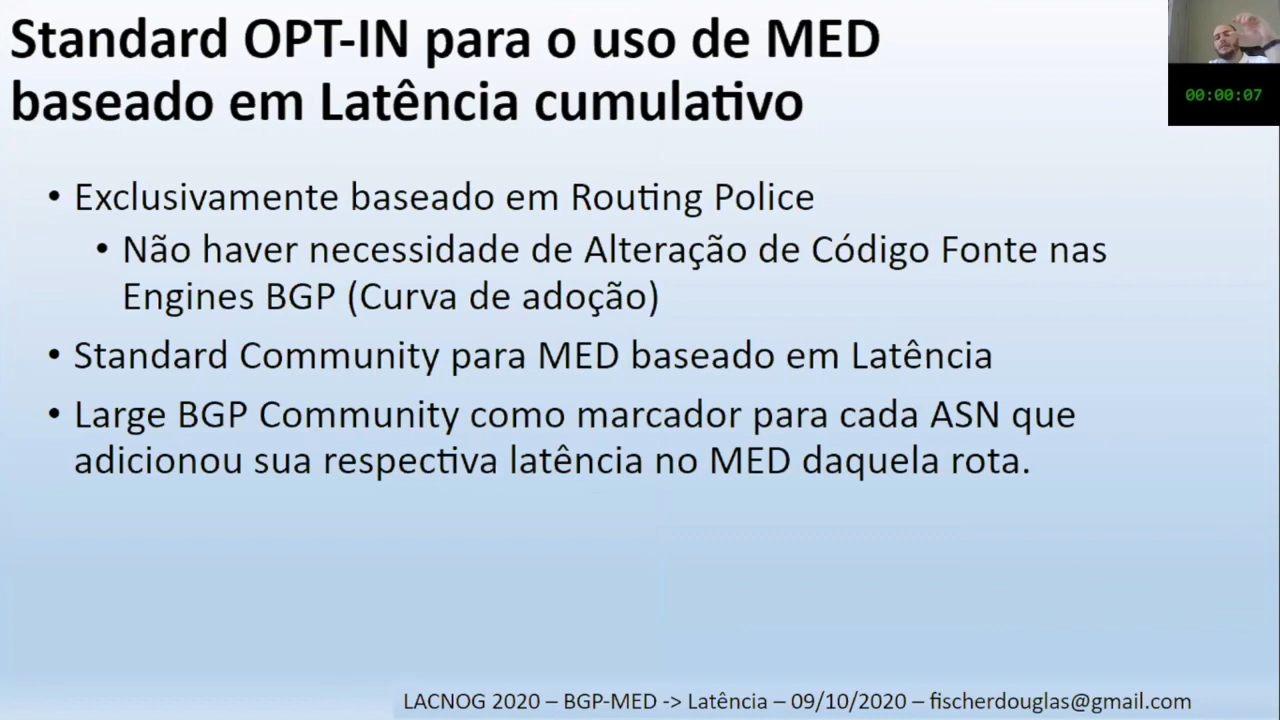 Standard OPT-IN para o uso de MED
baseado em Latência cumulativo
00:00:07
• Exclusivamente baseado em Routing Police
• Não haver necessidade de Alteração de Código Fonte nas
Engines BGP (Curva de adoção)
• Standard Community para MED baseado em Latência
• Large BGP Community como marcador para cada ASN que
adicionou sua respectiva latência no MED daquela rota.
LACNOG 2020 – BGP-MED -> Latência – 09/10/2020 – fischerdouglas@gmail.com